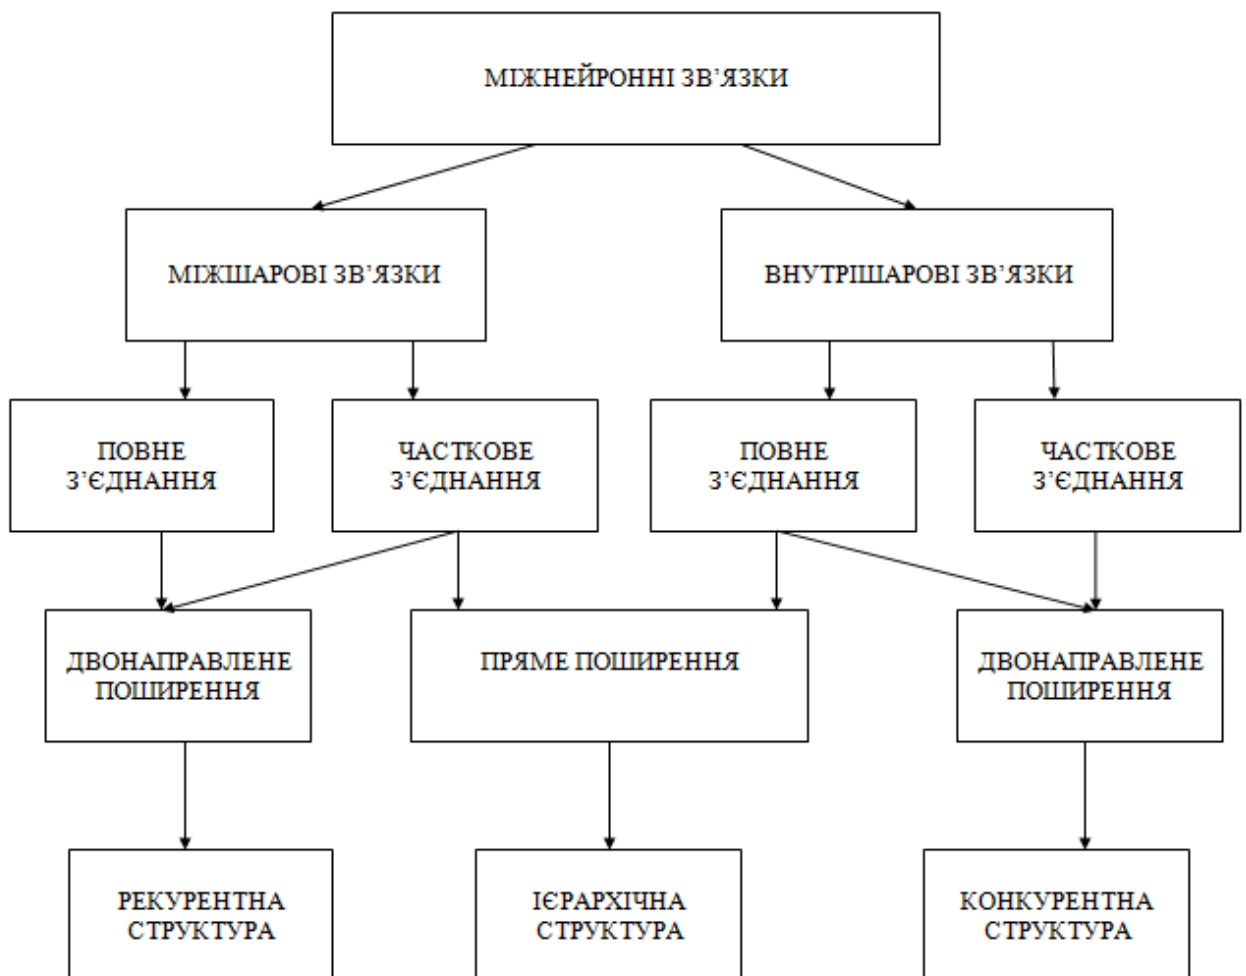 МІЖНЕЙРОННІ ЗВ’ЯЗКИ
МІЖШАРОВІ ЗВ’ЯЗКИ
ВНУТРІШАРОВІ ЗВ’ЯЗКИ
ПОВНЕ
З’ЄДНАННЯ
ЧАСТКОВЕ
З’ЄДНАННЯ
ПОВНЕ
З’ЄДНАННЯ
ЧАСТКОВЕ
З’ЄДНАННЯ
ДВОНАПРАВЛЕНЕ
ПОШИРЕННЯ
ПРЯМЕ ПОШИРЕННЯ
ДВОНАПРАВЛЕНЕ
ПОШИРЕННЯ
РЕКУРЕНТНА
СТРУКТУРА
ІЄРАРХІЧНА
СТРУКТУРА
КОНКУРЕНТНА
СТРУКТУРА